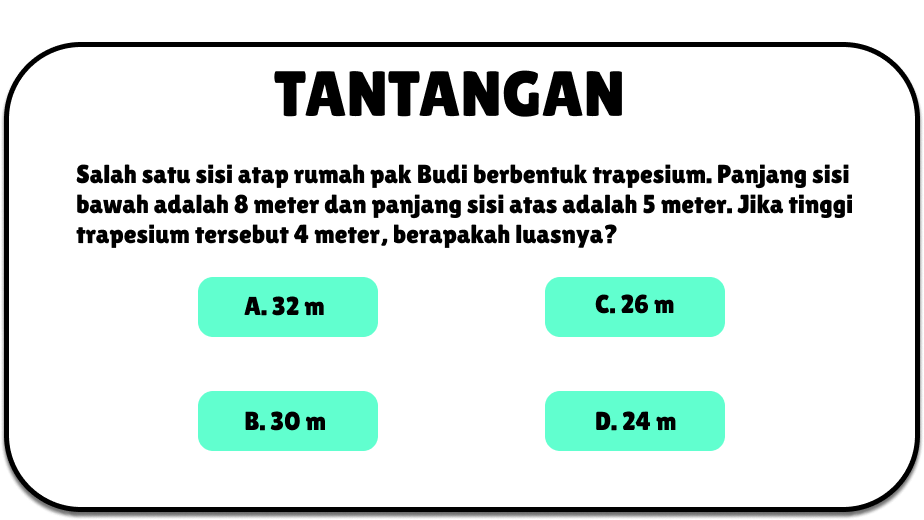 TANTANGAN
Salah satu sisi atap rumah pak Budi berbentuk trapesium. Panjang sisi
bawah adalah 8 meter dan panjang sisi atas adalah 5 meter. Jika tinggi
trapesium tersebut 4 meter, berapakah luasnya?
A. 32 m
C. 26 m
B. 30 m
D. 24 m